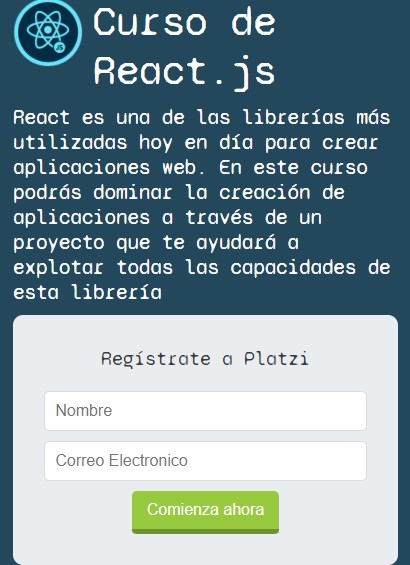 JS
Curso de
React.js
React es una de las librerías más
utilizadas hoy en día para crear
aplicaciones web. En este curso
podrás dominar la creación de
aplicaciones a través de un
proyecto que te ayudará a
explotar todas las capacidades de
esta librería
Regístrate a Platzi
Nombre
Correo Electronico
Comienza ahora